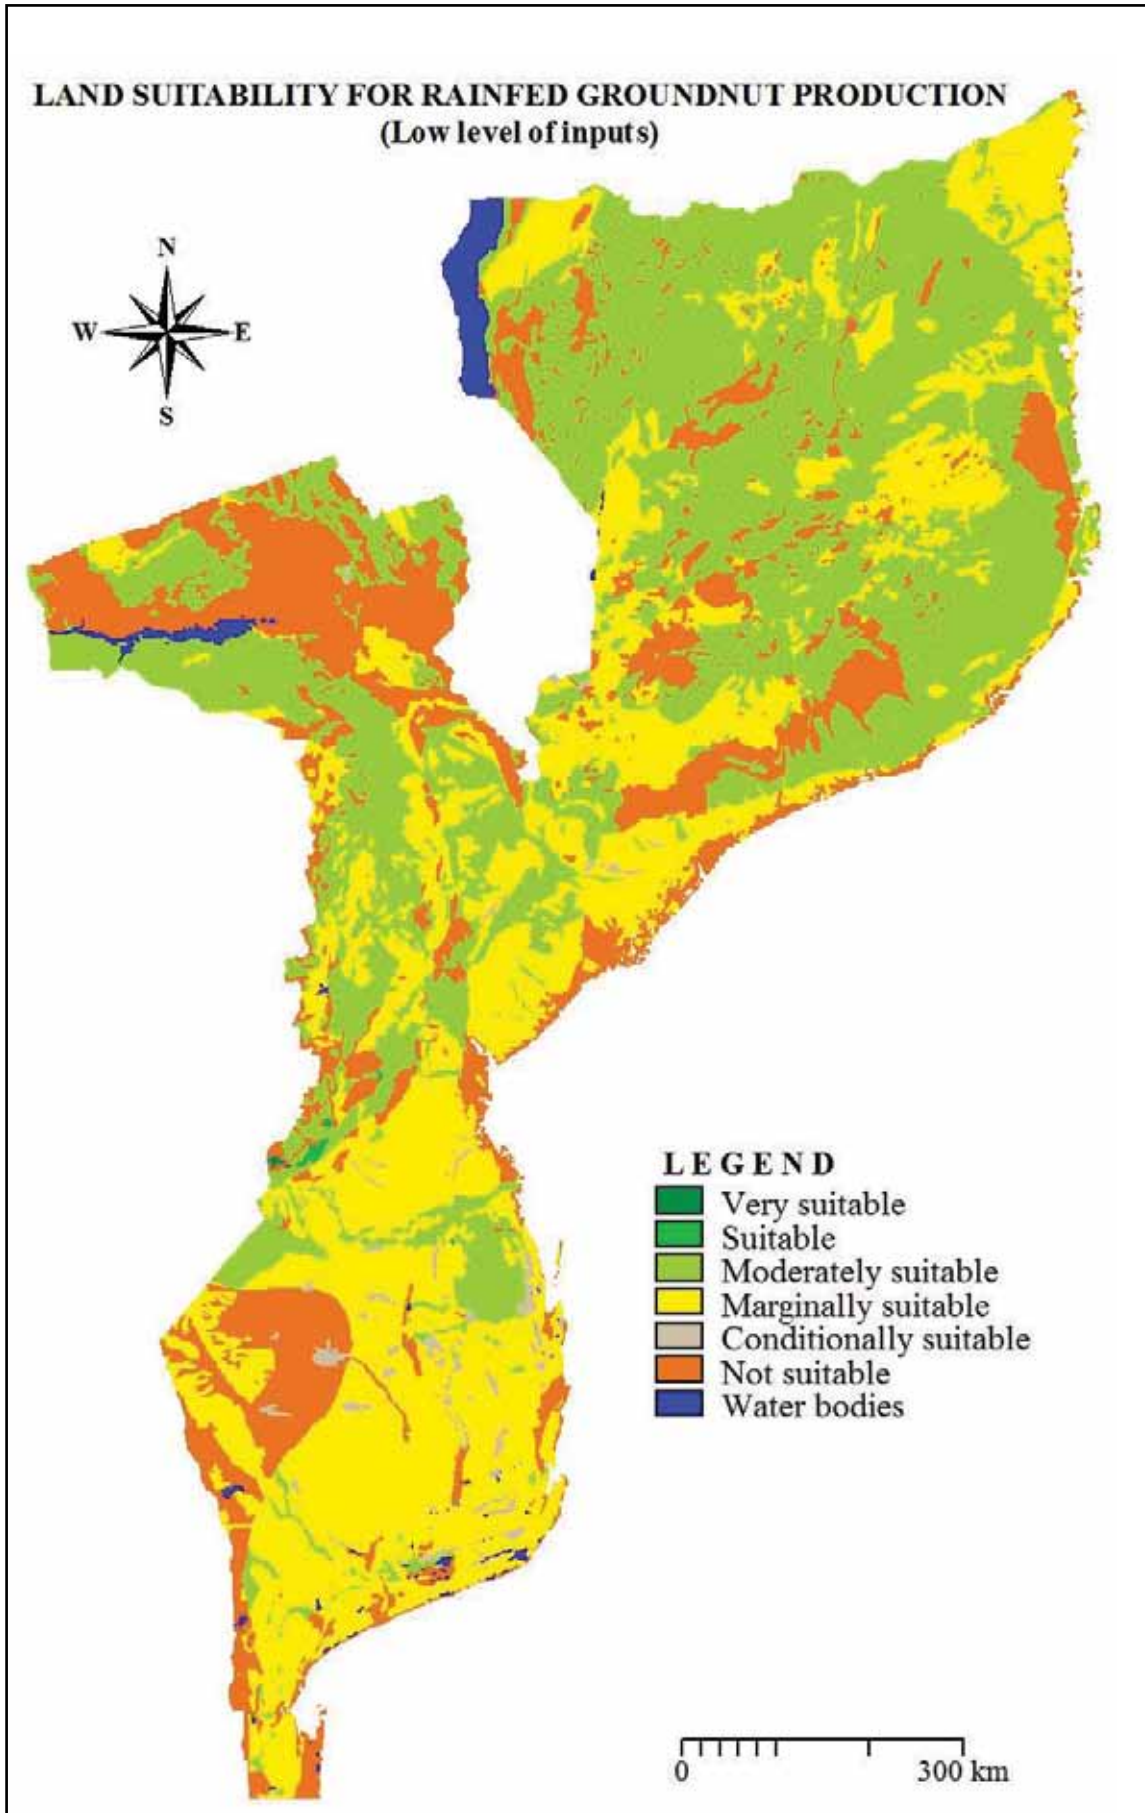 LAND SUITABILITY FOR RAINFED GROUNDNUT PRODUCTION
(Low level of inputs)
N
W E
S
LEGEND
Very suitable
Suitable
Moderately suitable
Marginally suitable
Conditionally suitable
Not suitable
Water bodies
0 300 km